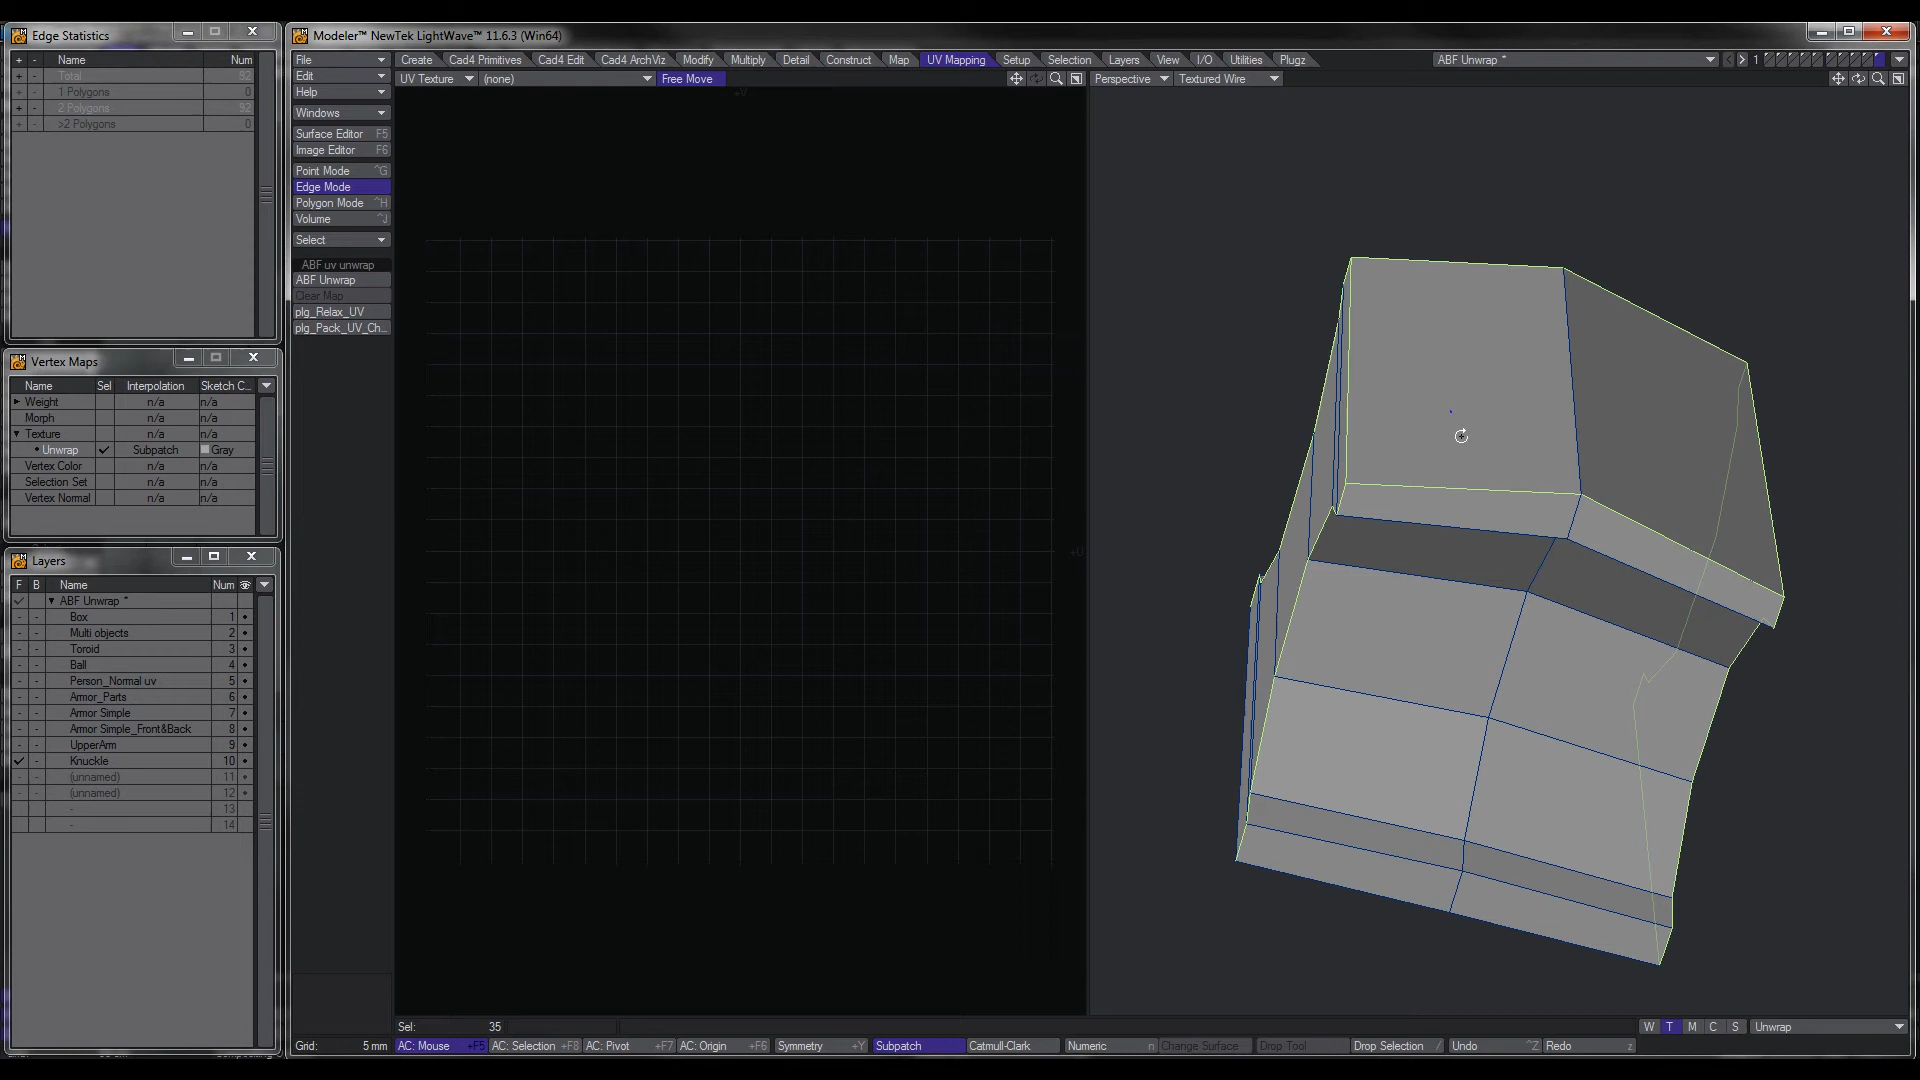 Edge Statistics
+ - Name Num
+ - Total 92
+ - 1 Polygons 0
+ - 2 Polygons 92
+ - >2 Polygons 0
Vertex Maps
Name Sel Interpolation Sketch C...
Weight n/a n/a
Morph n/a n/a
Texture n/a n/a
Unwrap Subpatch Gray
Vertex Color n/a n/a
Selection Set n/a n/a
Vertex Normal n/a n/a
Layers
F B Name Num
ABF Unwrap *
- - Box 1
- - Multi objects 2
- - Toroid 3
- - Ball 4
- - Person_Normal uv 5
- - Armor_Parts 6
- - Armor Simple 7
- - Armor Simple_Front&Back 8
- - UpperArm 9
- Knuckle 10
- - (unnamed) 11
- - (unnamed) 12
- 13
- 14
Modeler™ NewTek LightWave™ 11.6.3 (Win64)
File Create Cad4 Primitives Cad4 Edit Cad4 ArchViz Modify Multiply Detail Construct Map UV Mapping Setup Selection Layers View I/O Utilities Plugz ABF Unwrap * 1
Edit UV Texture (none) Free Move Perspective Textured Wire
Help
Windows
Surface Editor F5
Image Editor F6
Point Mode ^G
Edge Mode
Polygon Mode ^H
Volume ^J
Select
ABF uv unwrap
ABF Unwrap
Clear Map
plg_Relax_UV
plg_Pack_UV_Ch...
+V
+U
Sel: 35 W T M C S Unwrap
Grid: 5 mm AC: Mouse +F5 AC: Selection +F8 AC: Pivot +F7 AC: Origin +F6 Symmetry +Y Subpatch Catmull-Clark Numeric n Change Surface Drop Tool Drop Selection / Undo ^Z Redo z